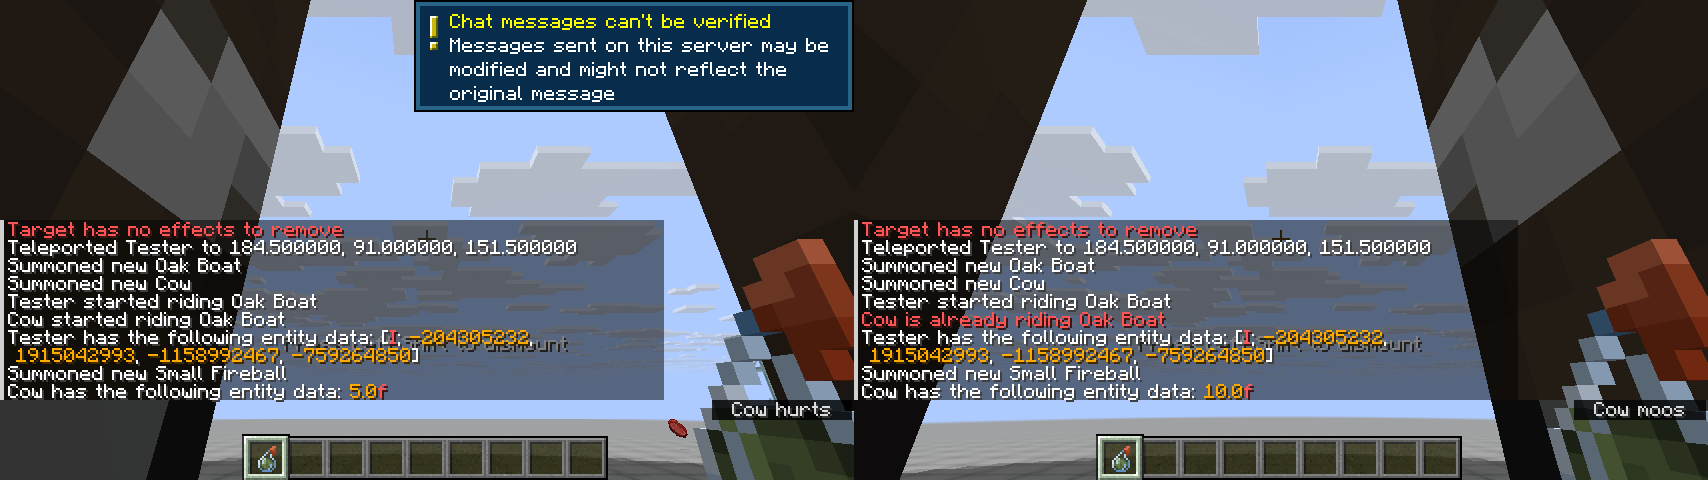 Chat messages can't be verified
Messages sent on this server may be
modified and might not reflect the
original message
Target has no effects to remove
Teleported Tester to 184.500000, 91.000000, 151.500000
Summoned new Oak Boat
Summoned new Cow
Tester started riding Oak Boat
Cow started riding Oak Boat
Tester has the following entity data: [I; -204305232,
1915042993, -1158992467, -759264850]
Summoned new Small Fireball
Cow has the following entity data: 5.0f
Cow hurts
Target has no effects to remove
Teleported Tester to 184.500000, 91.000000, 151.500000
Summoned new Oak Boat
Summoned new Cow
Tester started riding Oak Boat
Cow is already riding Oak Boat
Tester has the following entity data: [I; -204305232,
1915042993, -1158992467, -759264850]
Summoned new Small Fireball
Cow has the following entity data: 10.0f
Cow moos